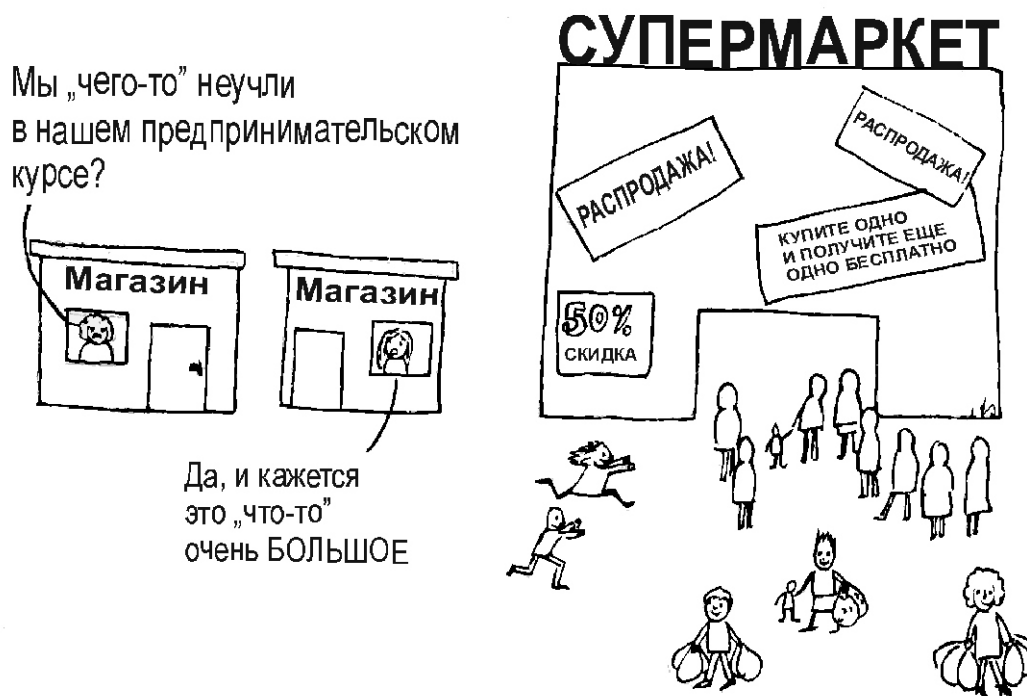 Мы „чего-то” неучли
в нашем предпринимательском
курсе?
Магазин
Магазин
Да, и кажется
это „что-то”
очень БОЛЬШОЕ
СУПЕРМАРКЕТ
РАСПРОДАЖА!
РАСПРОДАЖА!
КУПИТЕ ОДНО
И ПОЛУЧИТЕ ЕЩЕ
ОДНО БЕСПЛАТНО
50%
СКИДКА